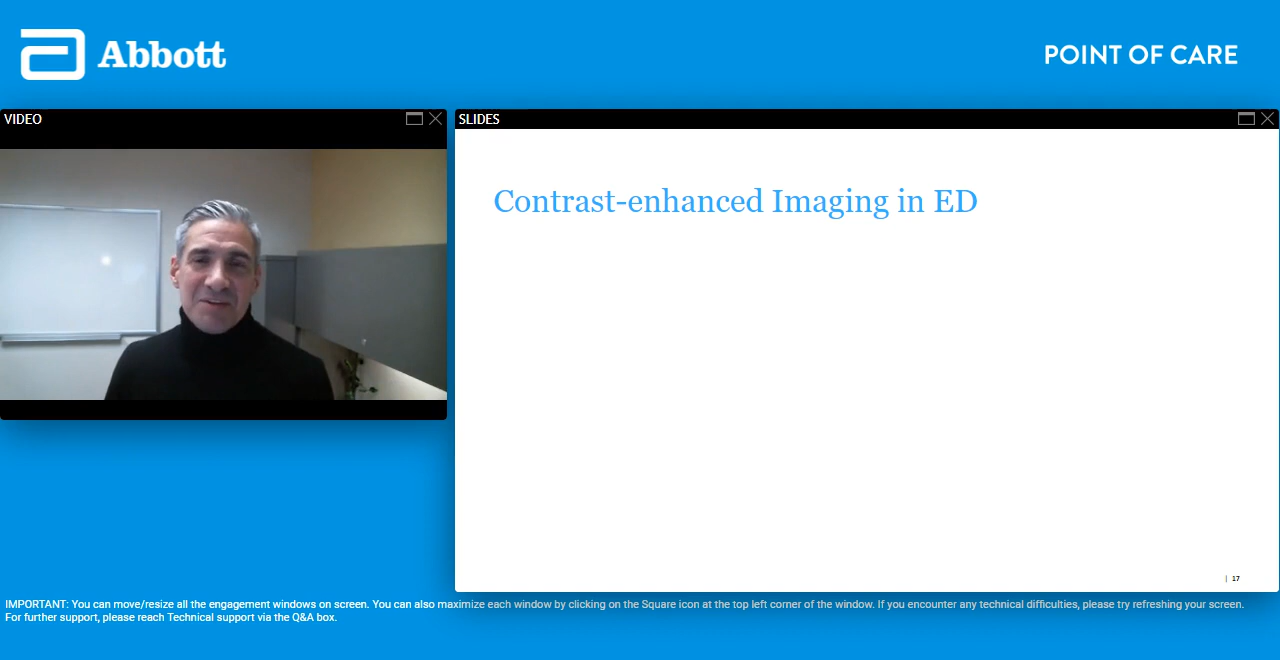 Abbott
POINT OF CARE
VIDEO
SLIDES
Contrast-enhanced Imaging in ED
| 17
IMPORTANT: You can move/resize all the engagement windows on screen. You can also maximize each window by clicking on the Square icon at the top left corner of the window. If you encounter any technical difficulties, please try refreshing your screen.
For further support, please reach Technical support via the Q&A box.